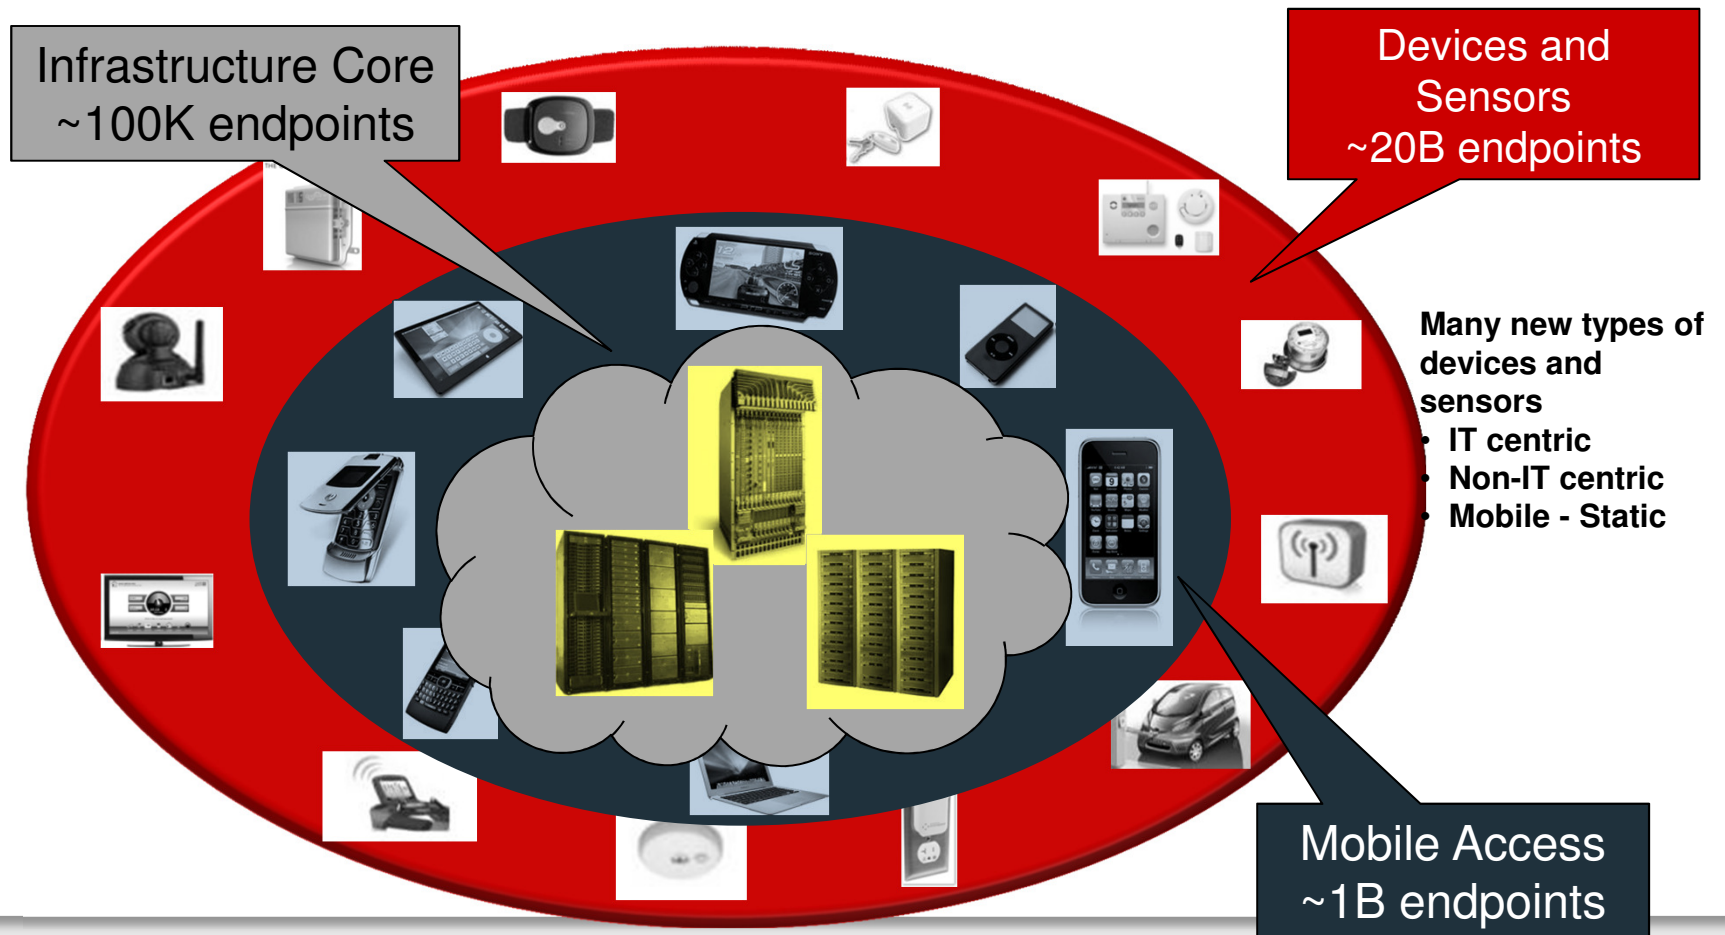 Infrastructure Core
~100K endpoints
Devices and
Sensors
~20B endpoints
Many new types of
devices and
sensors
• IT centric
• Non-IT centric
• Mobile - Static
Mobile Access
~1B endpoints